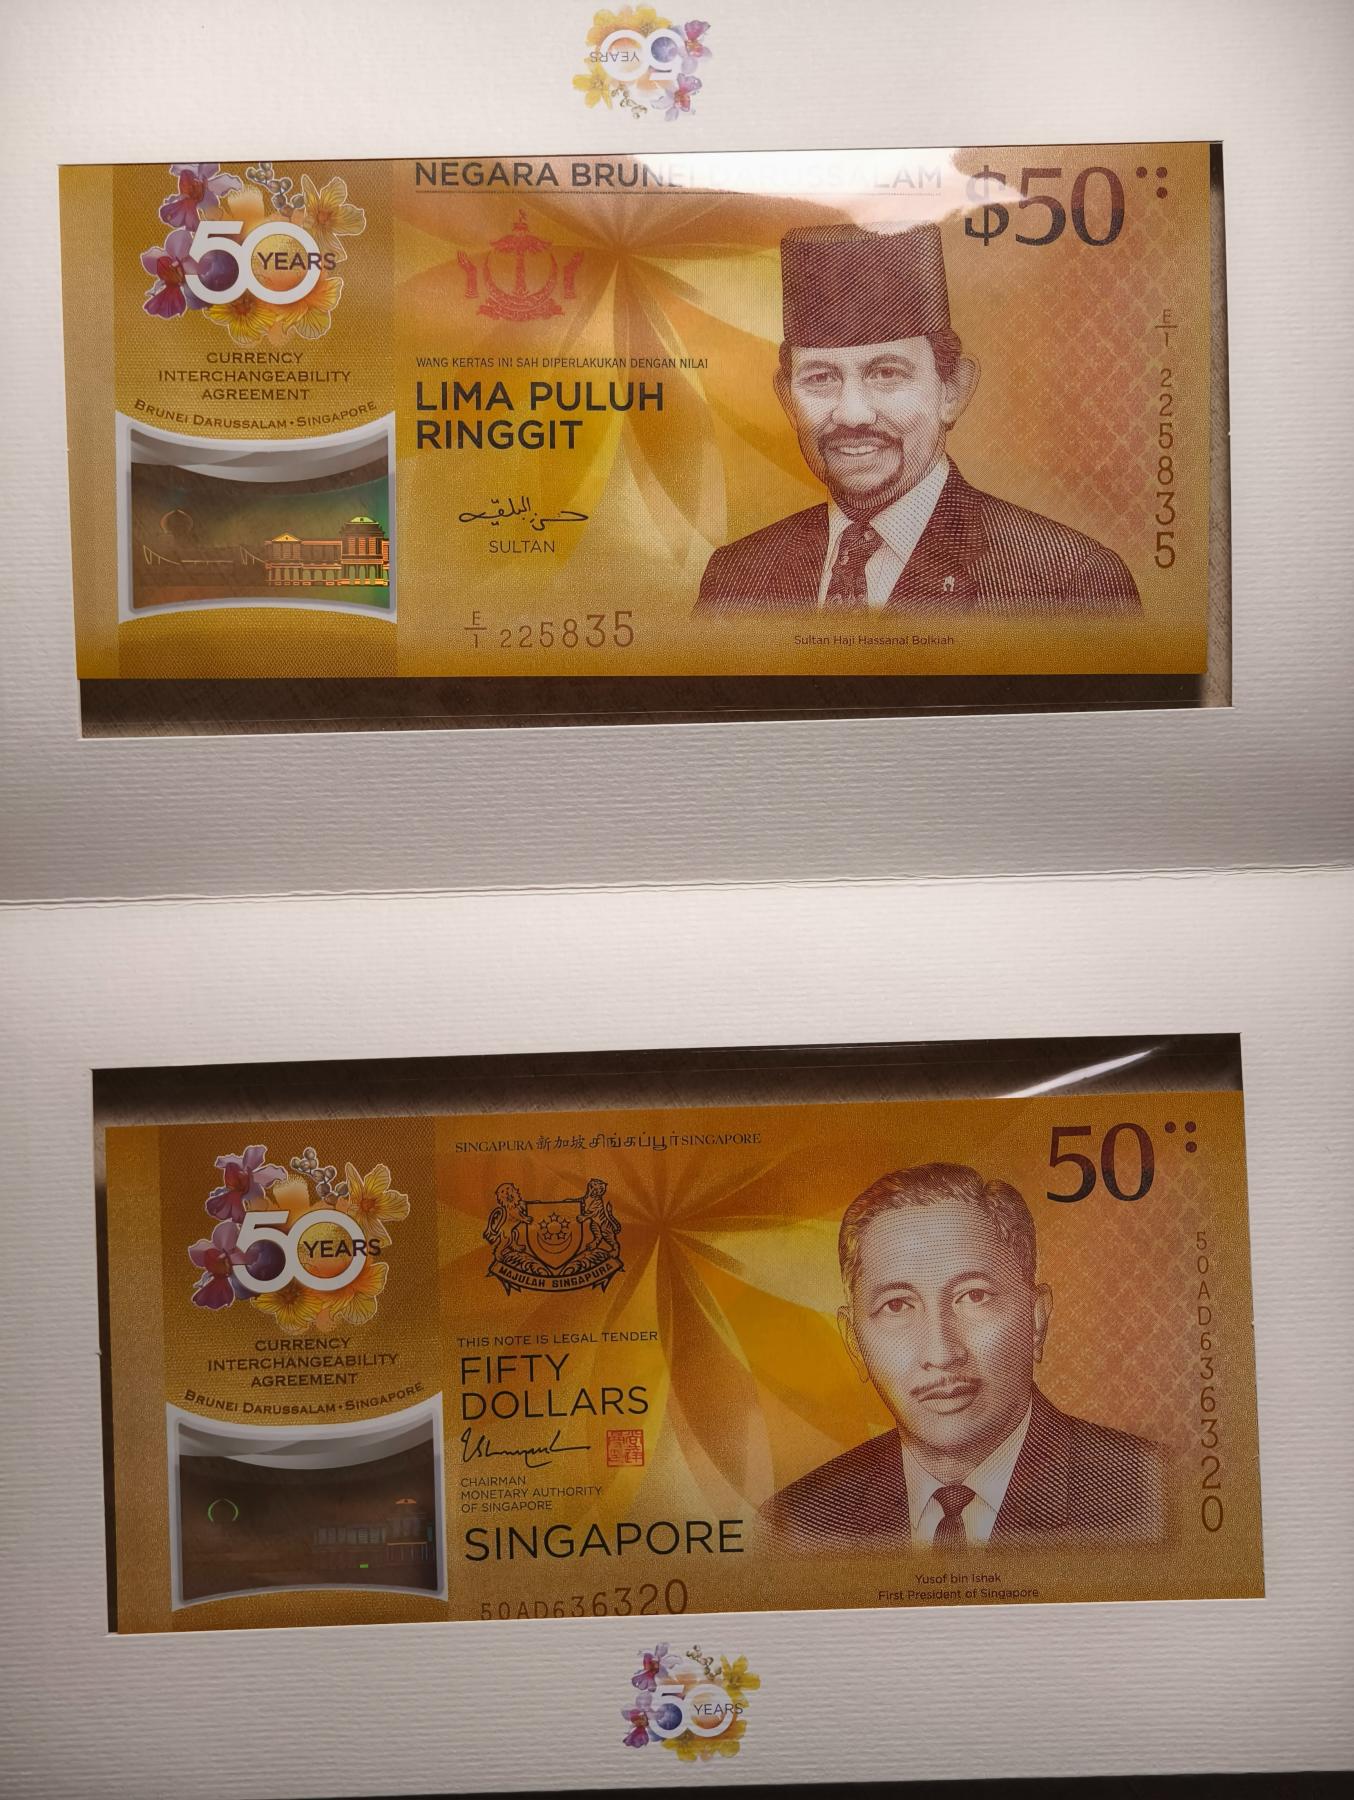 50
YEARS
NEGARA BRUNEI DARUSSALAM
$50
50
YEARS
CURRENCY
INTERCHANGEABILITY
AGREEMENT
BRUNEI DARUSSALAM • SINGAPORE
WANG KERTAS INI SAH DIPERLAKUKAN DENGAN NILAI
LIMA PULUH
RINGGIT
SULTAN
E/1 225835
E/1 225835
Sultan Haji Hassanal Bolkiah
SINGAPURA 新加坡 சிங்கப்பூர் SINGAPORE
50
50
YEARS
MAJULAH SINGAPURA
CURRENCY
INTERCHANGEABILITY
AGREEMENT
BRUNEI DARUSSALAM • SINGAPORE
THIS NOTE IS LEGAL TENDER
FIFTY
DOLLARS
CHAIRMAN
MONETARY AUTHORITY
OF SINGAPORE
SINGAPORE
50AD636320
50AD636320
Yusof bin Ishak
First President of Singapore
50
YEARS